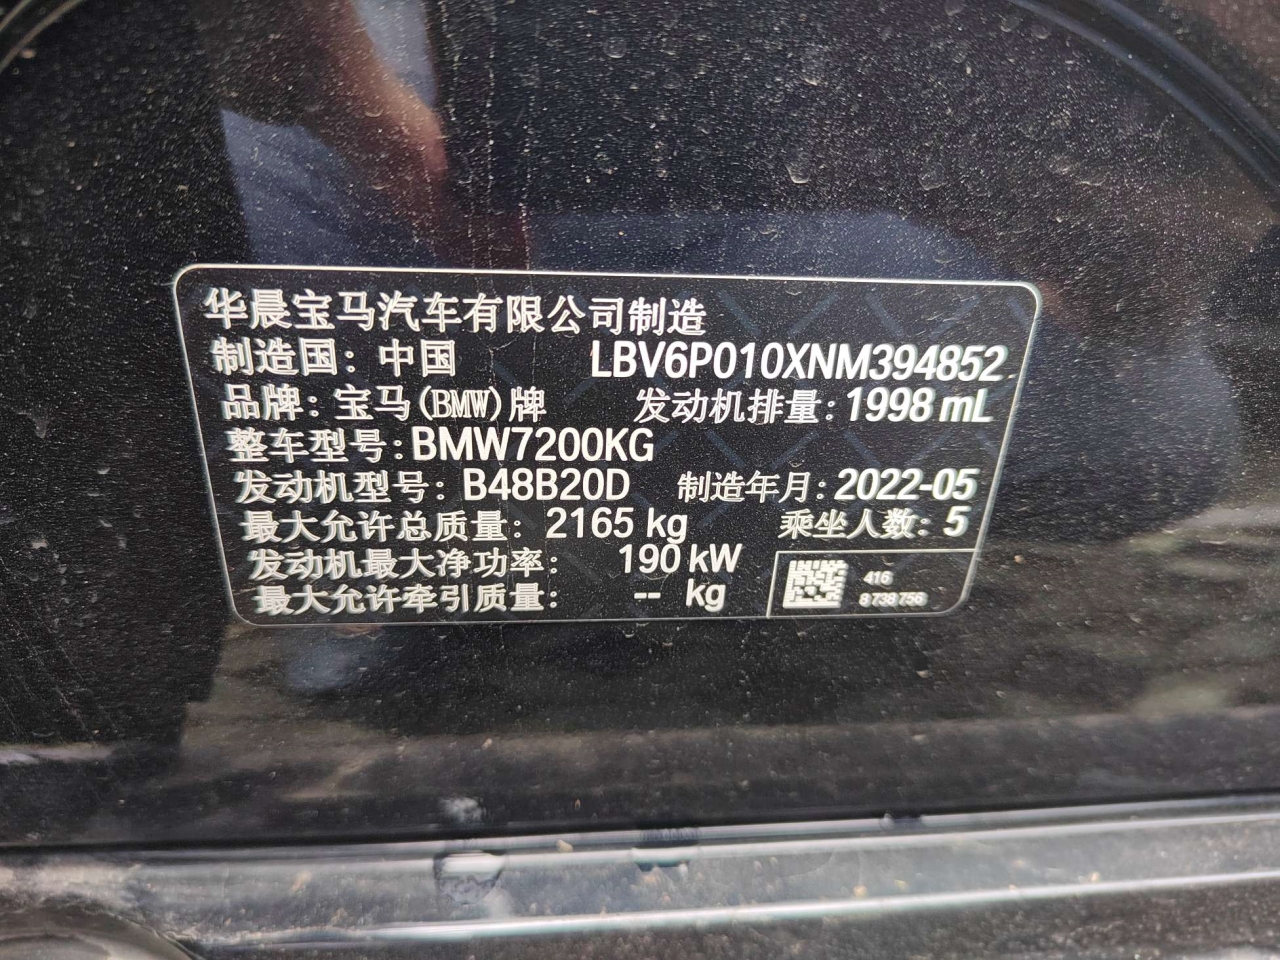 华晨宝马汽车有限公司制造
制造国：中国 LBV6P010XNM394852
品牌：宝马(BMW)牌 发动机排量：1998 mL
整车型号：BMW7200KG
发动机型号：B48B20D 制造年月：2022-05
最大允许总质量：2165 kg 乘坐人数：5
发动机最大净功率：190 kW
最大允许牵引质量：-- kg
416
8 738 756